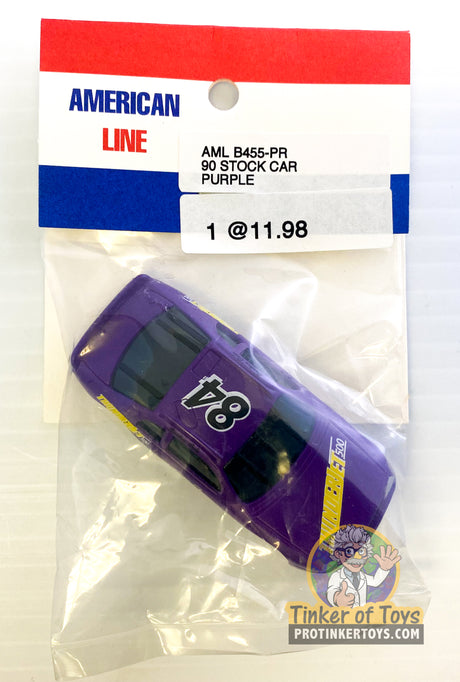 AMERICAN
LINE
AML B455-PR
90 STOCK CAR
PURPLE
1 @11.98
84
500
Tinker of Toys
PROTINKERTOYS.COM